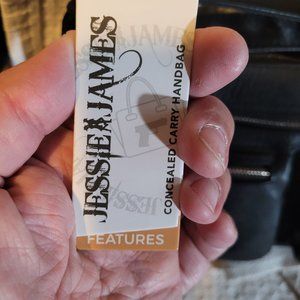 JESSIE & JAMES
CONCEALED CARRY HANDBAG
FEATURES